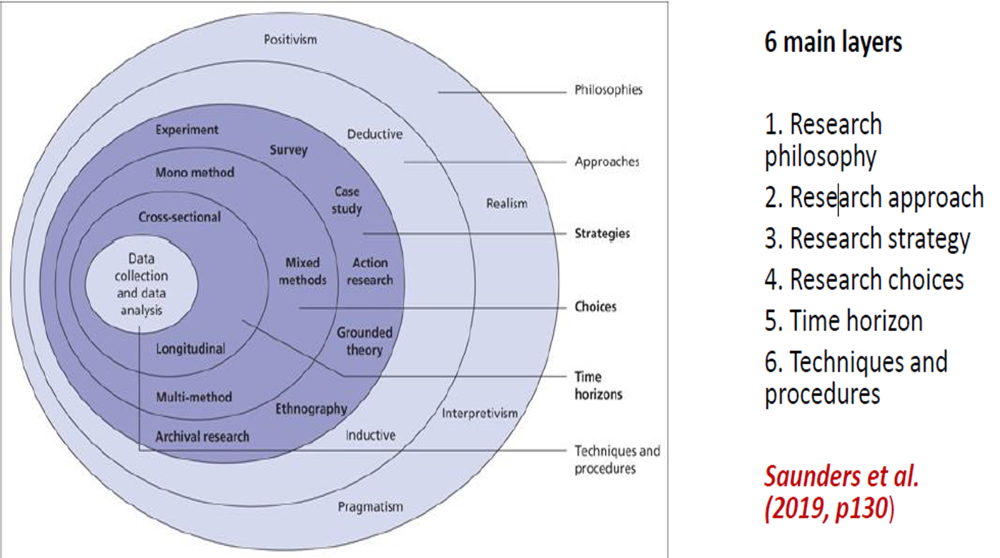 Positivism
Philosophies
Deductive
Approaches
Realism
Experiment
Survey
Case
study
Strategies
Mono method
Cross-sectional
Mixed
methods
Action
research
Data
collection
and data
analysis
Choices
Grounded
theory
Longitudinal
Time
horizons
Multi-method
Ethnography
Interpretivism
Archival research
Inductive
Techniques and
procedures
Pragmatism
6 main layers
1. Research
philosophy
2. Research approach
3. Research strategy
4. Research choices
5. Time horizon
6. Techniques and
procedures
Saunders et al.
(2019, p130)